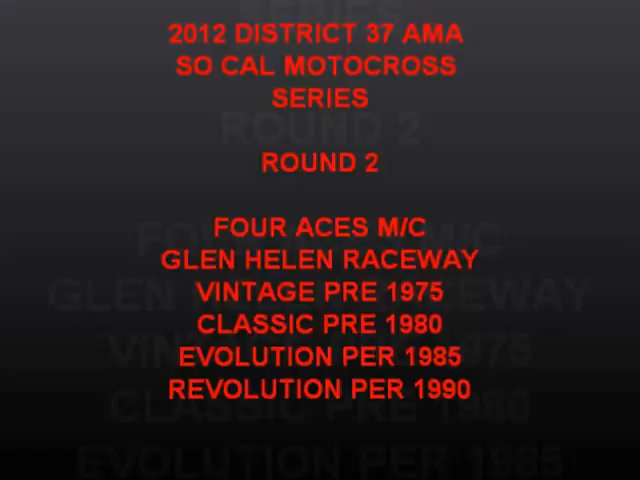 2012 DISTRICT 37 AMA
SO CAL MOTOCROSS
SERIES
ROUND 2
FOUR ACES M/C
GLEN HELEN RACEWAY
VINTAGE PRE 1975
CLASSIC PRE 1980
EVOLUTION PER 1985
REVOLUTION PER 1990